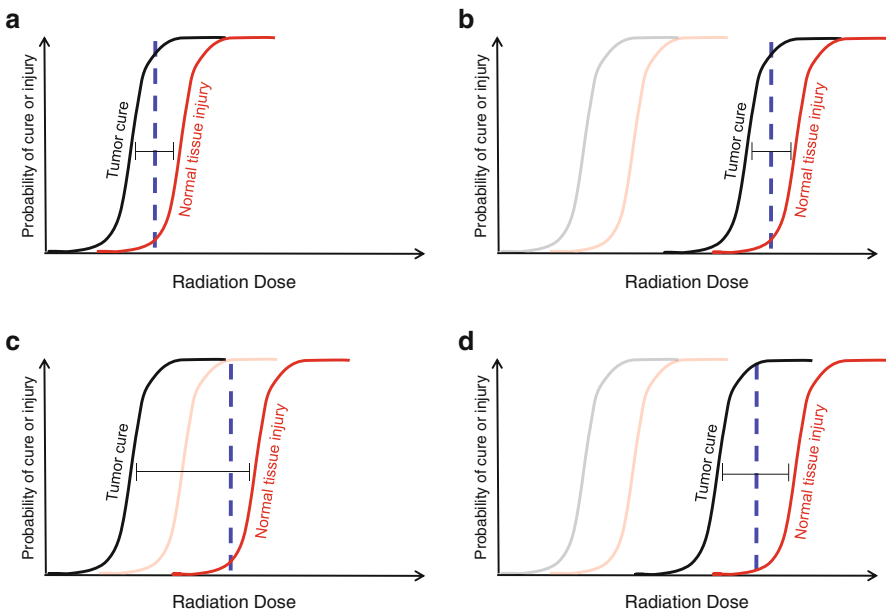 a
Probability of cure or injury
Tumor cure
Normal tissue injury
Radiation Dose
b
Probability of cure or injury
Tumor cure
Normal tissue injury
Radiation Dose
c
Probability of cure or injury
Tumor cure
Normal tissue injury
Radiation Dose
d
Probability of cure or injury
Tumor cure
Normal tissue injury
Radiation Dose